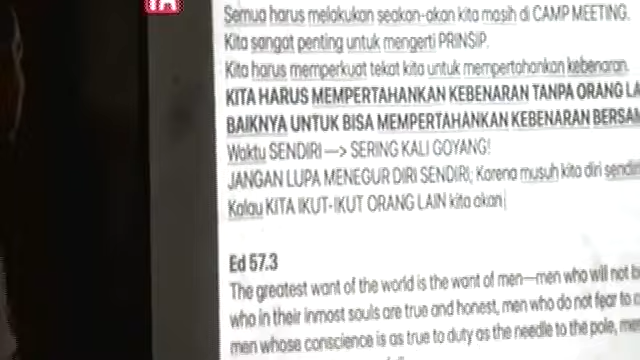 Semua harus melakukan seakan-akan kita masih di CAMP MEETING.
Kita sangat penting untuk mengerti PRINSIP.
Kita harus memperkuat tekat kita untuk mempertahankan kebenaran.
KITA HARUS MEMPERTAHANKAN KEBENARAN TANPA ORANG LA
BAIKNYA UNTUK BISA MEMPERTAHANKAN KEBENARAN BERSAM
Waktu SENDIRI —> SERING KALI GOYANG!
JANGAN LUPA MENEGUR DIRI SENDIRI; Karena musuh kita diri sendiri
Kalau KITA IKUT-IKUT ORANG LAIN kita akan
Ed 57.3
The greatest want of the world is the want of men—men who will not b
who in their inmost souls are true and honest, men who do not fear to
men whose conscience is as true to duty as the needle to the pole, men